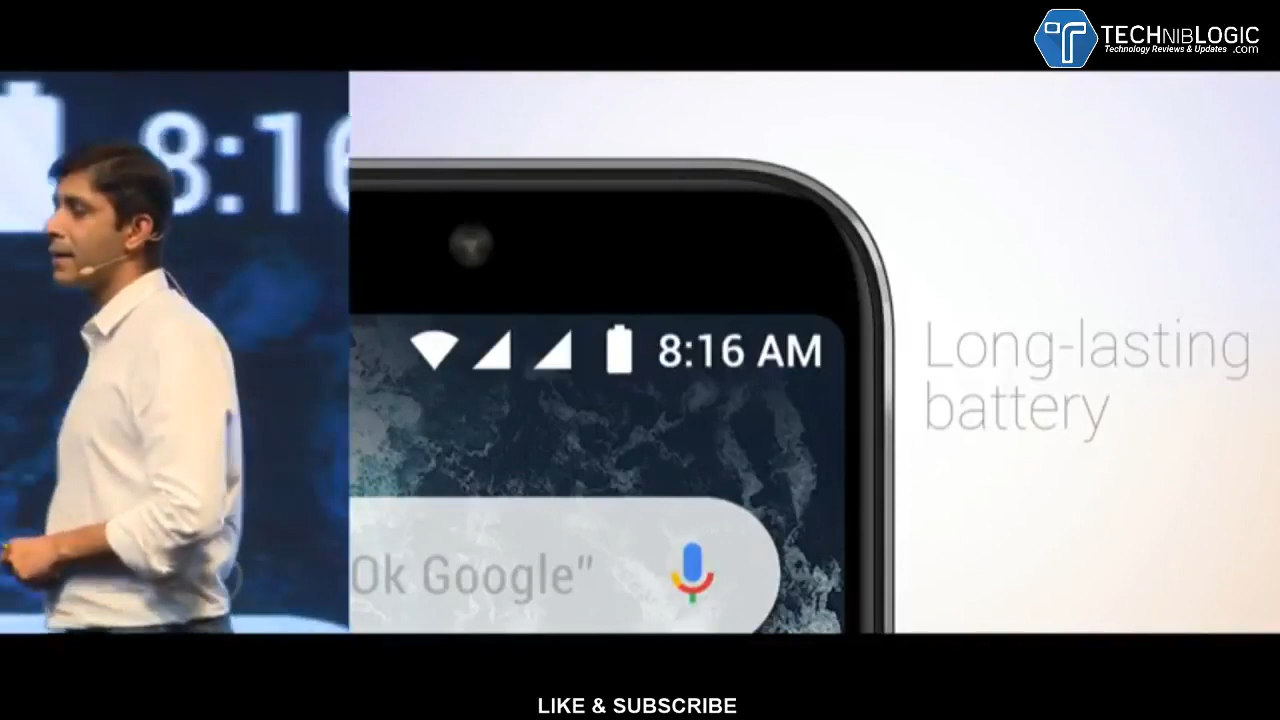 TECHNIBLOGIC
Technology Reviews & Updates .com
8:16
8:16 AM
Long-lasting
battery
Ok Google"
LIKE & SUBSCRIBE